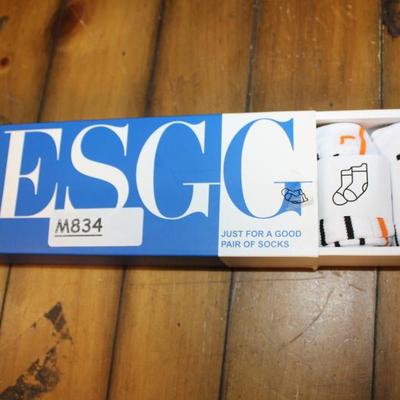 ESGG
M834
JUST FOR A GOOD
PAIR OF SOCKS